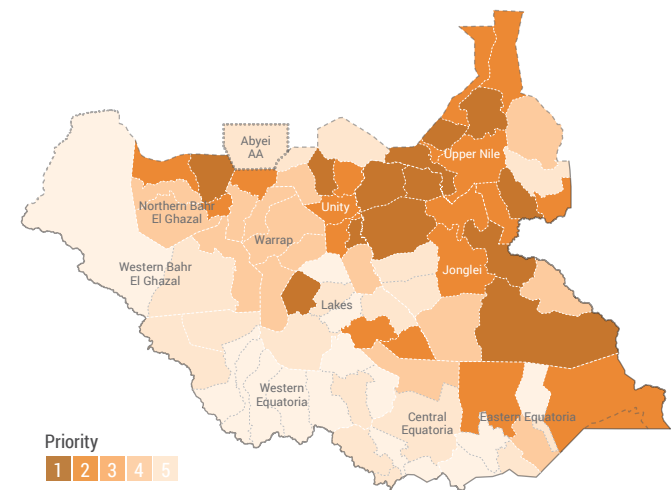 Abyei
AA
Upper Nile
Northern Bahr
El Ghazal
Unity
Warrap
Western Bahr
El Ghazal
Jonglei
Lakes
Western
Equatoria
Central
Equatoria
Eastern Equatoria
Priority
1 2 3 4 5